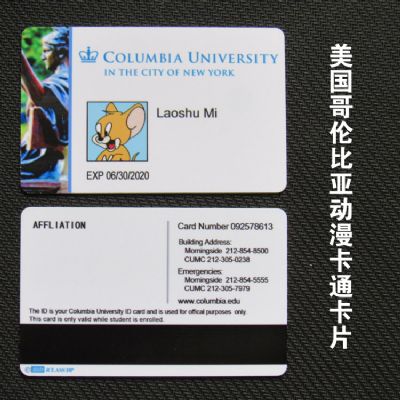 COLUMBIA UNIVERSITY
IN THE CITY OF NEW YORK
Laoshu Mi
EXP 06/30/2020
美国哥伦比亚动漫卡通卡片
AFFLIATION
Card Number 092578613
Building Address:
Morningside 212-854-8500
CUMC 212-305-0238
Emergencies:
Morningside 212-854-5555
CUMC 212-305-7979
www.columbia.edu
The ID is your Columbia University ID card and is used for offical purposes only.
This card is only valid while student is enrolled.